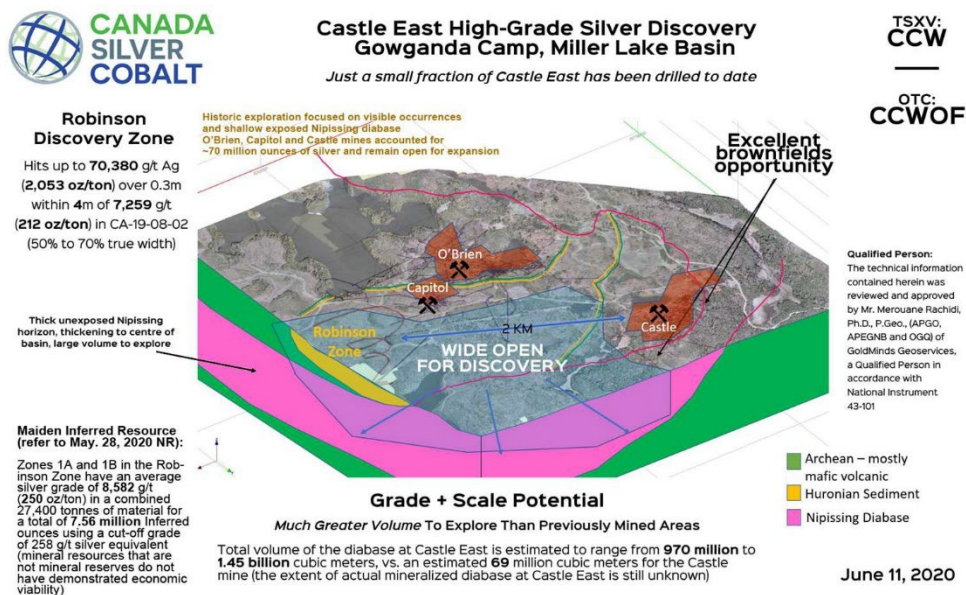 CANADA
SILVER
COBALT
Castle East High-Grade Silver Discovery
Gowganda Camp, Miller Lake Basin
Just a small fraction of Castle East has been drilled to date
TSXV:
CCW
OTC:
CCWOF
Robinson
Discovery Zone
Hits up to 70,380 g/t Ag
(2,053 oz/ton) over 0.3m
within 4m of 7,259 g/t
(212 oz/ton) in CA-19-08-02
(50% to 70% true width)
Historic exploration focused on visible occurrences
and shallow exposed Nipissing diabase
O'Brien, Capitol and Castle mines accounted for
~70 million ounces of silver and remain open for expansion
Excellent
brownfields
opportunity
O'Brien
Capitol
Castle
Robinson
Zone
2 KM
WIDE OPEN
FOR DISCOVERY
Thick unexposed Nipissing
horizon, thickening to centre of
basin, large volume to explore
Qualified Person:
The technical information
contained herein was
reviewed and approved
by Mr. Merouane Rachidi,
Ph.D., P.Geo., (APGO,
APEGNB and OGQ) of
GoldMinds Geoservices,
a Qualified Person in
accordance with
National Instrument
43-101
Maiden Inferred Resource
(refer to May. 28, 2020 NR):
Zones 1A and 1B in the Rob-
inson Zone have an average
silver grade of 8,582 g/t
(250 oz/ton) in a combined
27,400 tonnes of material for
a total of 7.56 million Inferred
ounces using a cut-off grade
of 258 g/t silver equivalent
(mineral resources that are
not mineral reserves do not
have demonstrated economic
viability)
Archean – mostly
mafic volcanic
Huronian Sediment
Nipissing Diabase
Grade + Scale Potential
Much Greater Volume To Explore Than Previously Mined Areas
Total volume of the diabase at Castle East is estimated to range from 970 million to
1.45 billion cubic meters, vs. an estimated 69 million cubic meters for the Castle
mine (the extent of actual mineralized diabase at Castle East is still unknown)
June 11, 2020